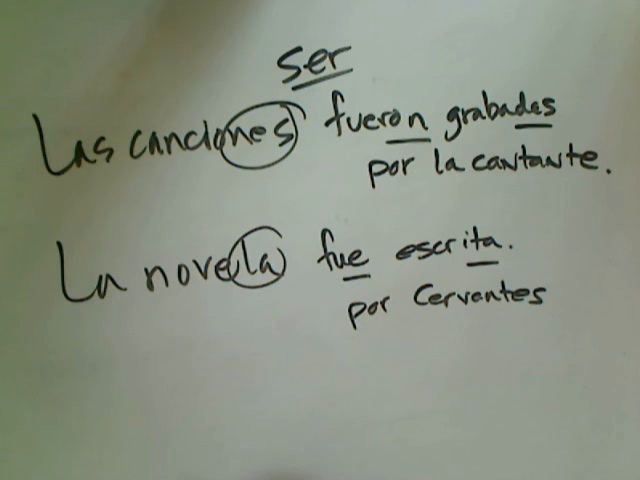 ser
Las canciones fueron grabadas
por la cantante.
La novela fue escrita.
por Cervantes